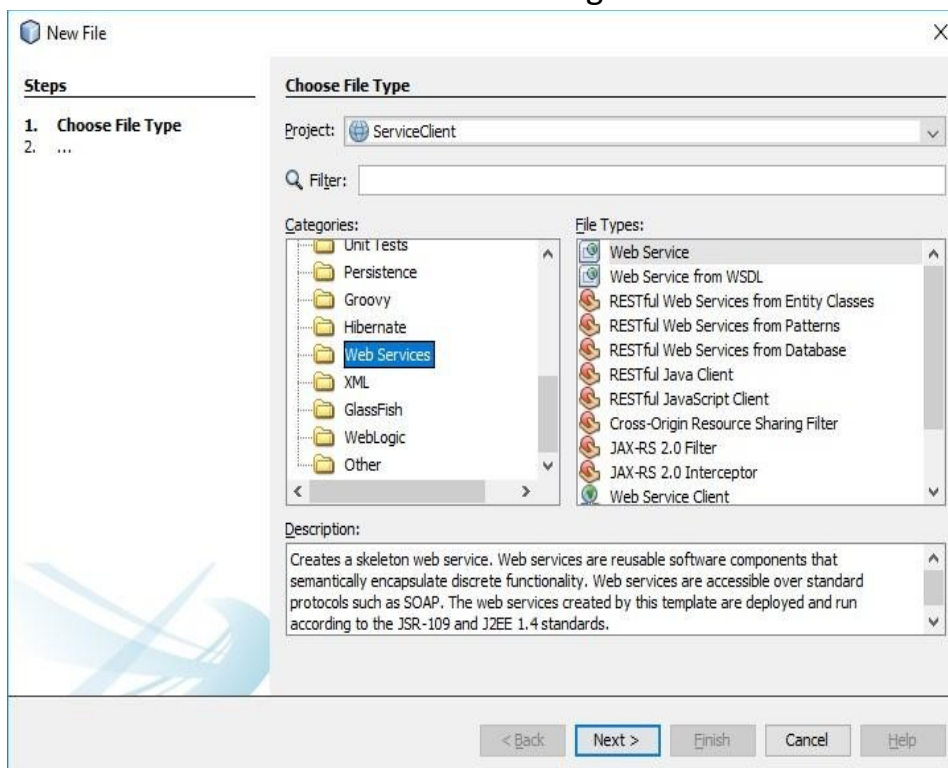 New File
Steps
1. Choose File Type
2. ...
Choose File Type
Project: ServiceClient
Filter:
Categories:
Unit Tests
Persistence
Groovy
Hibernate
Web Services
XML
GlassFish
WebLogic
Other
File Types:
Web Service
Web Service from WSDL
RESTful Web Services from Entity Classes
RESTful Web Services from Patterns
RESTful Web Services from Database
RESTful Java Client
RESTful JavaScript Client
Cross-Origin Resource Sharing Filter
JAX-RS 2.0 Filter
JAX-RS 2.0 Interceptor
Web Service Client
Description:
Creates a skeleton web service. Web services are reusable software components that
semantically encapsulate discrete functionality. Web services are accessible over standard
protocols such as SOAP. The web services created by this template are deployed and run
according to the JSR-109 and J2EE 1.4 standards.
< Back Next > Finish Cancel Help